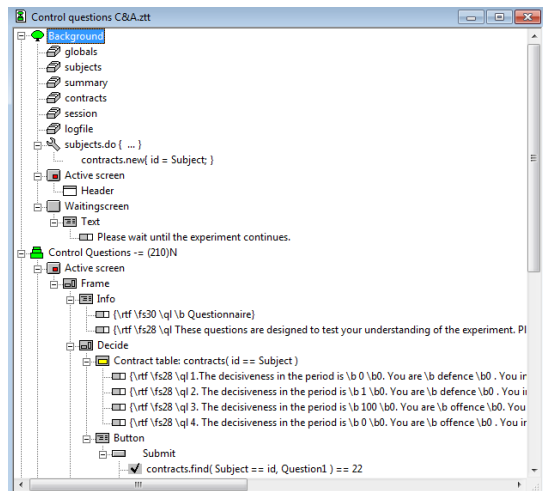 Control questions C&A.ztt
Background
globals
subjects
summary
contracts
session
logfile
subjects.do { ... }
contracts.new{ id = Subject; }
Active screen
Header
Waitingscreen
Text
Please wait until the experiment continues.
Control Questions -= (210)N
Active screen
Frame
Info
{\rtf \fs30 \ql \b Questionnaire}
{\rtf \fs28 \ql These questions are designed to test your understanding of the experiment. Pl
Decide
Contract table: contracts( id == Subject )
{\rtf \fs28 \ql 1.The decisiveness in the period is \b 0 \b0. You are \b defence \b0 . You in
{\rtf \fs28 \ql 2. The decisiveness in the period is \b 1 \b0. You are \b defence \b0 . You in
{\rtf \fs28 \ql 3. The decisiveness in the period is \b 100 \b0. You are \b offence \b0. You
{\rtf \fs28 \ql 4. The decisiveness in the period is \b 0 \b0. You are \b offence \b0 . You i
Button
Submit
contracts.find( Subject == id, Question1 ) == 22